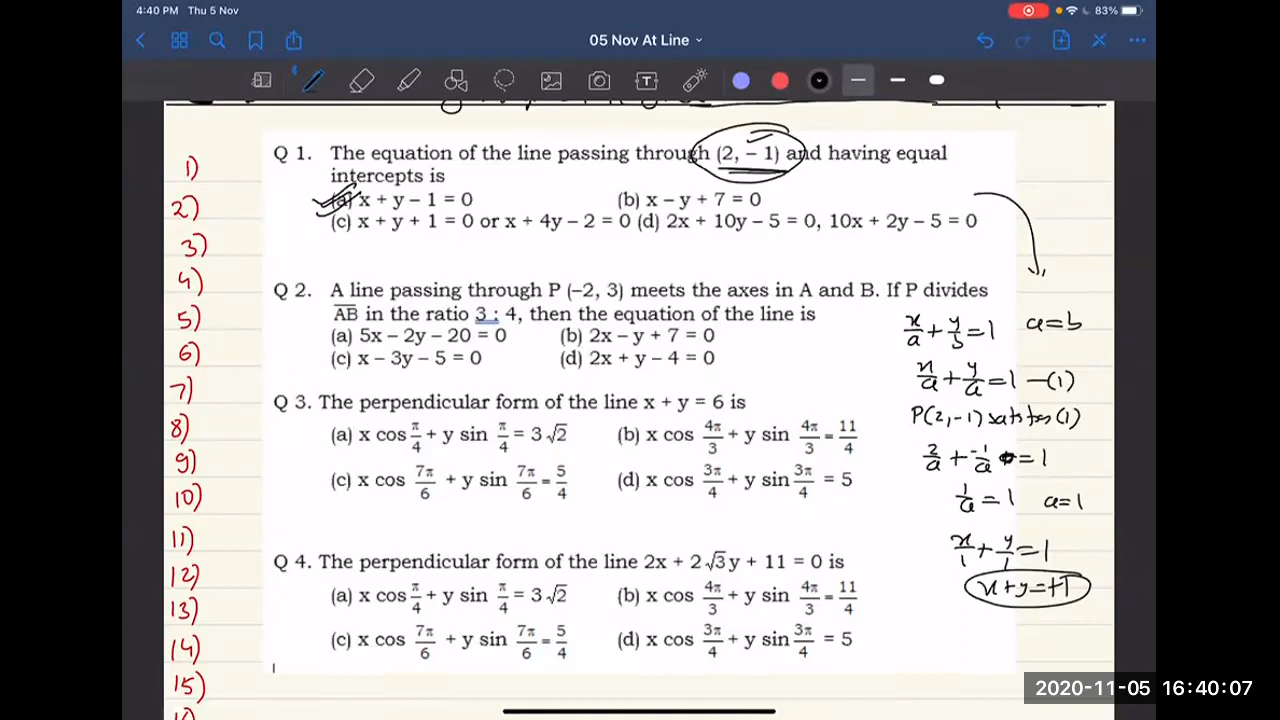 4:40 PM Thu 5 Nov
83%
05 Nov At Line
Q 1. The equation of the line passing through (2, – 1) and having equal
intercepts is
(a) x + y – 1 = 0 (b) x – y + 7 = 0
(c) x + y + 1 = 0 or x + 4y – 2 = 0 (d) 2x + 10y – 5 = 0, 10x + 2y – 5 = 0
Q 2. A line passing through P (–2, 3) meets the axes in A and B. If P divides
A̅B̅ in the ratio 3 : 4, then the equation of the line is
(a) 5x – 2y – 20 = 0 (b) 2x – y + 7 = 0
(c) x – 3y – 5 = 0 (d) 2x + y – 4 = 0
Q 3. The perpendicular form of the line x + y = 6 is
(a) x cos π/4 + y sin π/4 = 3√2 (b) x cos 4π/3 + y sin 4π/3 = 11/4
(c) x cos 7π/6 + y sin 7π/6 = 5/4 (d) x cos 3π/4 + y sin 3π/4 = 5
Q 4. The perpendicular form of the line 2x + 2√3y + 11 = 0 is
(a) x cos π/4 + y sin π/4 = 3√2 (b) x cos 4π/3 + y sin 4π/3 = 11/4
(c) x cos 7π/6 + y sin 7π/6 = 5/4 (d) x cos 3π/4 + y sin 3π/4 = 5
1)
2)
3)
4)
5)
6)
7)
8)
9)
10)
11)
12)
13)
14)
15)
x/a + y/b = 1 a = b
x/a + y/a = 1 — (1)
P(2, -1) satisfies (1)
2/a + -1/a = 1
1/a = 1 a = 1
x/1 + y/1 = 1
x + y = +1
2020-11-05 16:40:07